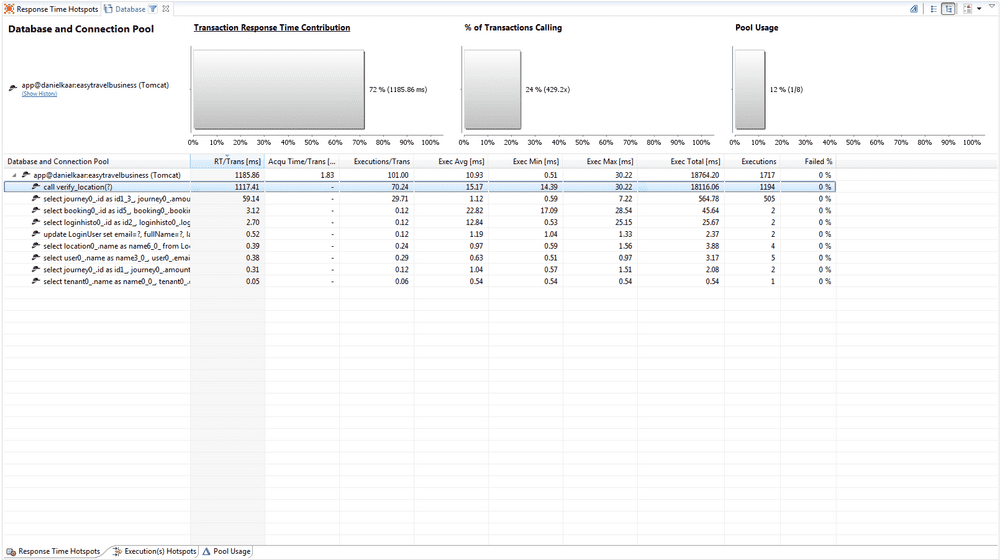 Response Time Hotspots Database
Database and Connection Pool
Transaction Response Time Contribution
% of Transactions Calling
Pool Usage
app@danielkaar:easytravelbusiness (Tomcat)
(Show History)
72 % (1185.86 ms)
24 % (429.2x)
12 % (1/8)
0% 10% 20% 30% 40% 50% 60% 70% 80% 90% 100%
0% 10% 20% 30% 40% 50% 60% 70% 80% 90% 100%
0% 10% 20% 30% 40% 50% 60% 70% 80% 90% 100%
Database and Connection Pool RT/Trans [ms] Acqu Time/Trans [... Executions/Trans Exec Avg [ms] Exec Min [ms] Exec Max [ms] Exec Total [ms] Executions Failed %
app@danielkaar:easytravelbusiness (Tomcat) 1185.86 1.83 101.00 10.93 0.51 30.22 18764.20 1717 0 %
call verify_location(?) 1117.41 - 70.24 15.17 14.39 30.22 18116.06 1194 0 %
select journey0_.id as id1_3_, journey0_.amou 59.14 - 29.71 1.12 0.59 7.22 564.78 505 0 %
select booking0_.id as id5_, booking0_.bookin 3.12 - 0.12 22.82 17.09 28.54 45.64 2 0 %
select loginhisto0_.id as id2_, loginhisto0_.log 2.70 - 0.12 12.84 0.53 25.15 25.67 2 0 %
update LoginUser set email=?, fullName=?, la 0.52 - 0.12 1.19 1.04 1.33 2.37 2 0 %
select location0_.name as name6_0_ from Loc 0.39 - 0.24 0.97 0.59 1.56 3.88 4 0 %
select user0_.name as name3_0_, user0_.emai 0.38 - 0.29 0.63 0.51 0.97 3.17 5 0 %
select journey0_.id as id1_, journey0_.amount 0.31 - 0.12 1.04 0.57 1.51 2.08 2 0 %
select tenant0_.name as name0_0_, tenant0_. 0.05 - 0.06 0.54 0.54 0.54 0.54 1 0 %
Response Time Hotspots Execution(s) Hotspots Pool Usage